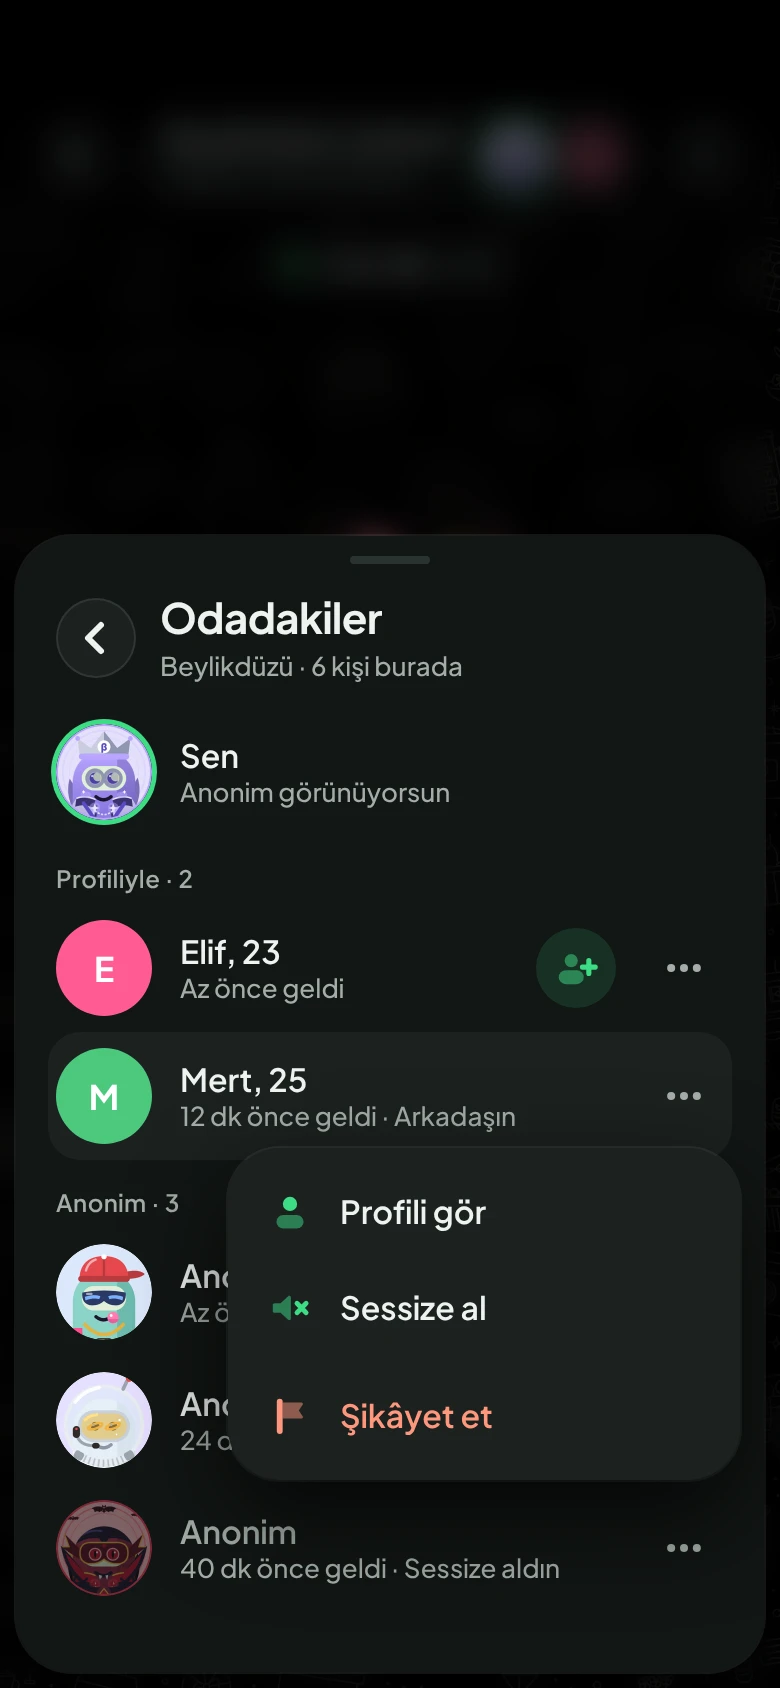 Odadakiler
Beylikdüzü · 6 kişi burada
β
Sen
Anonim görünüyorsun
Profiliyle · 2
E
Elif, 23
Az önce geldi
M
Mert, 25
12 dk önce geldi · Arkadaşın
Anonim · 3
Profili gör
Sessize al
Şikâyet et
Anonim
40 dk önce geldi · Sessize aldın